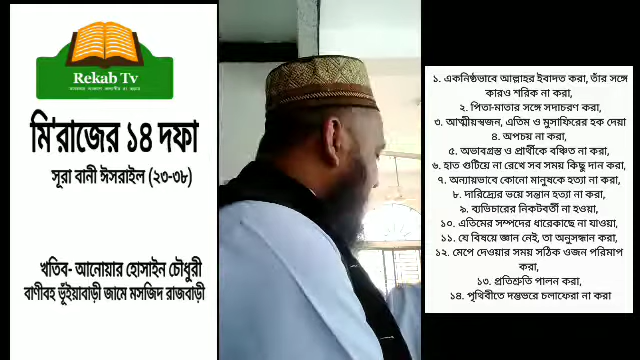 Rekab Tv
মি'রাজের ১৪ দফা
সূরা বানী ঈসরাইল (২৩-৩৮)
খতিব- আনোয়ার হোসাইন চৌধুরী
বাণীবহ ভূঁইয়াবাড়ী জামে মসজিদ রাজবাড়ী
১. একনিষ্ঠভাবে আল্লাহর ইবাদত করা, তাঁর সঙ্গে
কারও শরিক না করা,
২. পিতা-মাতার সঙ্গে সদাচরণ করা,
৩. আত্মীয়স্বজন, এতিম ও মুসাফিরের হক দেয়া
৪. অপচয় না করা,
৫. অভাবগ্রস্ত ও প্রার্থীকে বঞ্চিত না করা,
৬. হাত গুটিয়ে না রেখে সব সময় কিছু দান করা,
৭. অন্যায়ভাবে কোনো মানুষকে হত্যা না করা,
৮. দারিদ্র্যের ভয়ে সন্তান হত্যা না করা,
৯. ব্যভিচারের নিকটবর্তী না হওয়া,
১০. এতিমের সম্পদের ধারেকাছে না যাওয়া,
১১. যে বিষয়ে জ্ঞান নেই, তা অনুসন্ধান করা,
১২. মেপে দেওয়ার সময় সঠিক ওজন পরিমাপ
করা,
১৩. প্রতিশ্রুতি পালন করা,
১৪. পৃথিবীতে দম্ভভরে চলাফেরা না করা